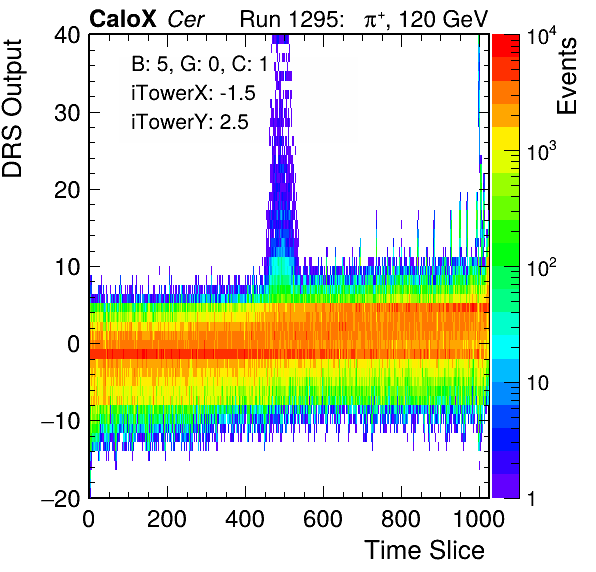 CaloX Cer Run 1295: π⁺, 120 GeV
DRS Output
Events
B: 5, G: 0, C: 1
iTowerX: -1.5
iTowerY: 2.5
40
30
20
10
0
−10
−20
0 200 400 600 800 1000
Time Slice
10⁴
10³
10²
10
1